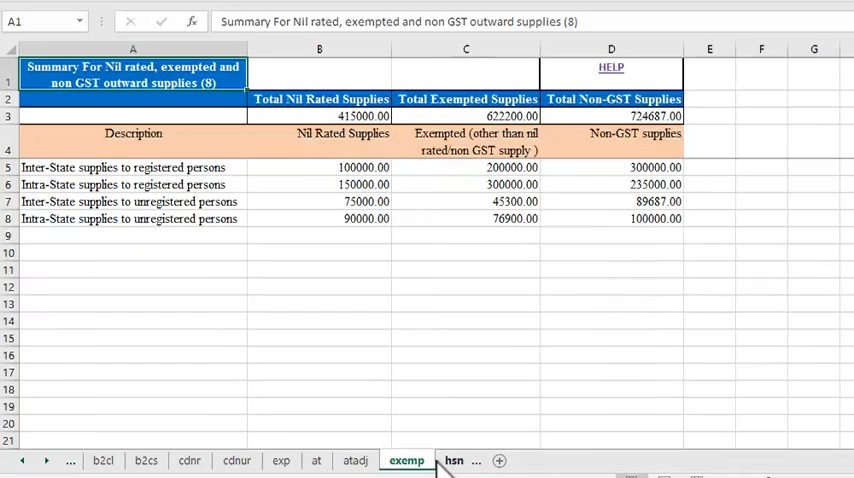 A1 fx Summary For Nil rated, exempted and non GST outward supplies (8)
A B C D E F G
1 Summary For Nil rated, exempted and HELP
non GST outward supplies (8)
2 Total Nil Rated Supplies Total Exempted Supplies Total Non-GST Supplies
3 415000.00 622200.00 724687.00
4 Description Nil Rated Supplies Exempted (other than nil Non-GST supplies
rated/non GST supply )
5 Inter-State supplies to registered persons 100000.00 200000.00 300000.00
6 Intra-State supplies to registered persons 150000.00 300000.00 235000.00
7 Inter-State supplies to unregistered persons 75000.00 45300.00 89687.00
8 Intra-State supplies to unregistered persons 90000.00 76900.00 100000.00
9
10
11
12
13
14
15
16
17
18
19
20
21
... b2cl b2cs cdnr cdnur exp at atadj exemp hsn ...